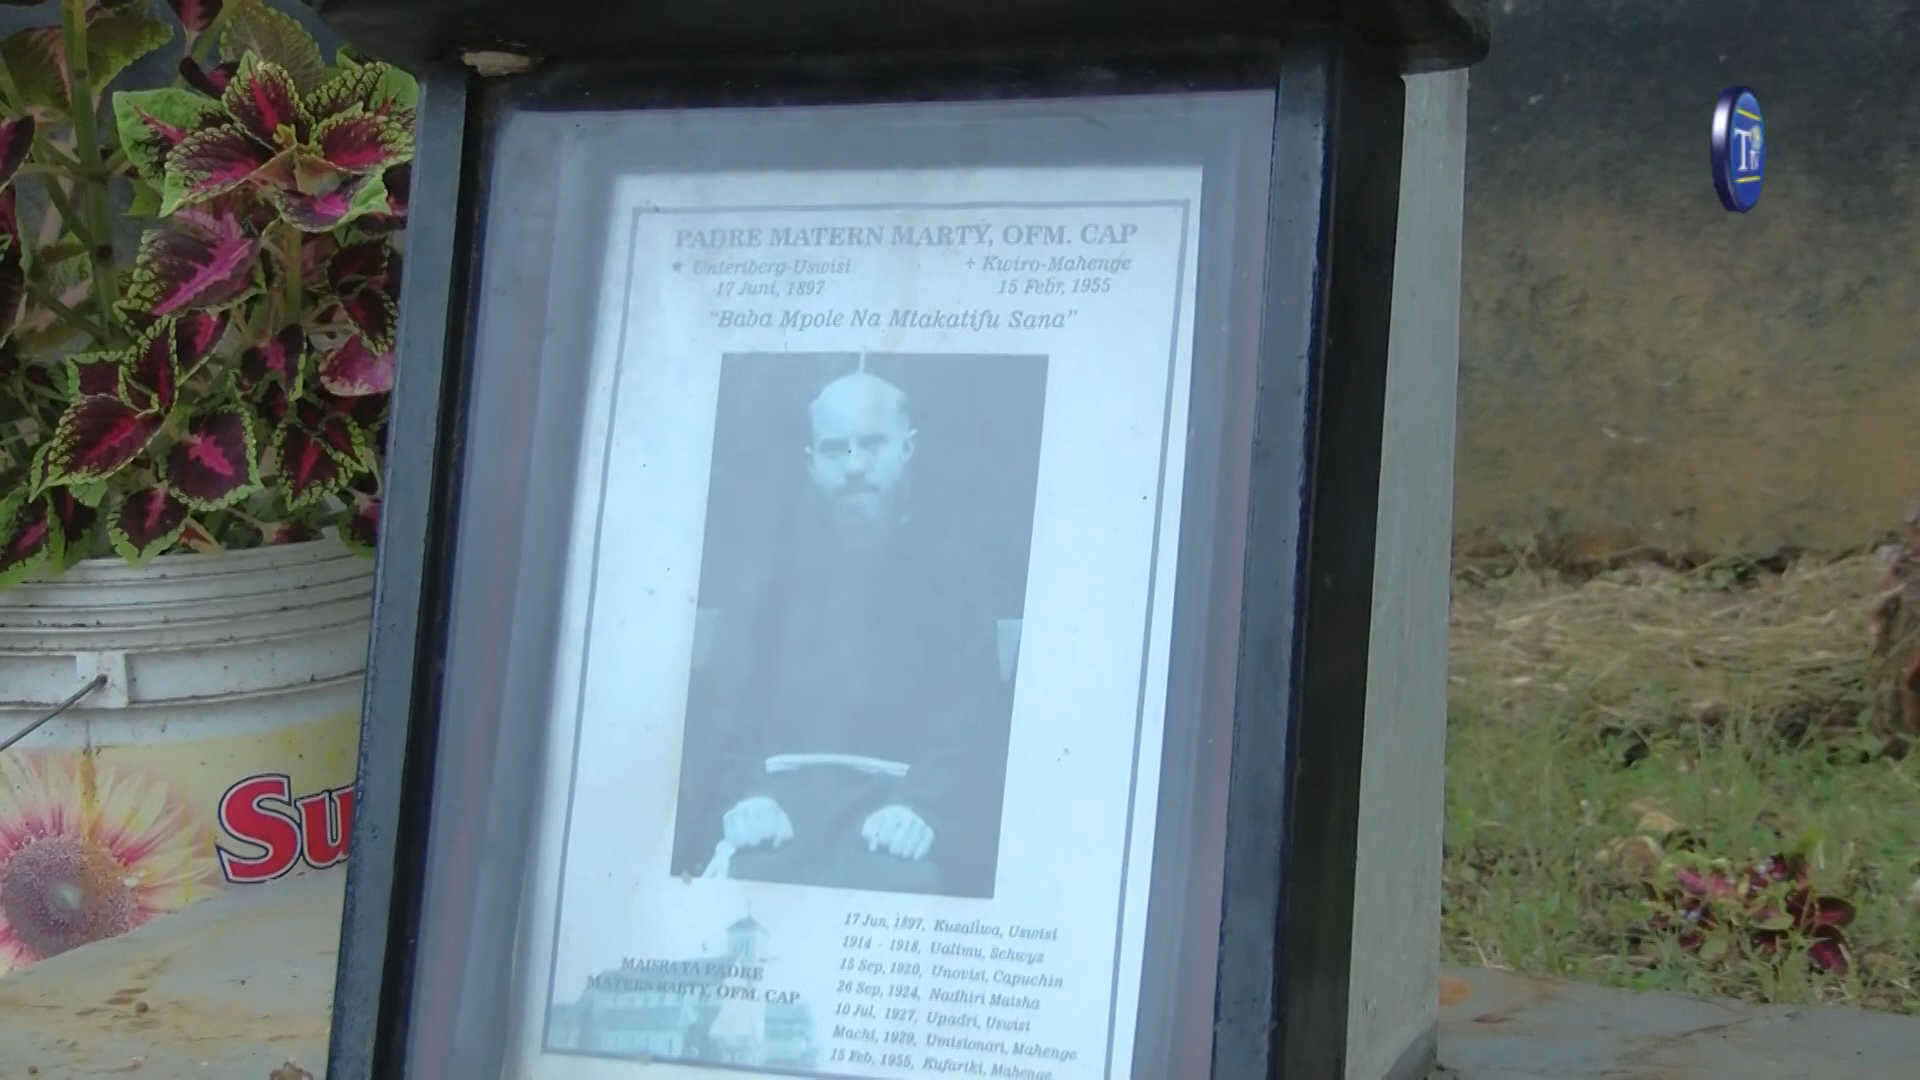 PADRE MATERN MARTY, OFM. CAP
* Unteriberg-Uswisi + Kwiro-Mahenge
17 Juni, 1897 15 Febr, 1955
"Baba Mpole Na Mtakatifu Sana"
17 Jun, 1897, Kuzaliwa, Uswisi
1914 - 1918, Ualimu, Schwyz
15 Sep, 1920, Unovisi, Capuchin
26 Sep, 1924, Nadhiri Maisha
10 Jul, 1927, Upadri, Uswisi
Machi, 1929, Umisionari, Mahenge
15 Feb, 1955, Kufariki, Mahenge
MAISHA YA PADRE
MATERN MARTY, OFM. CAP
Su
T tv